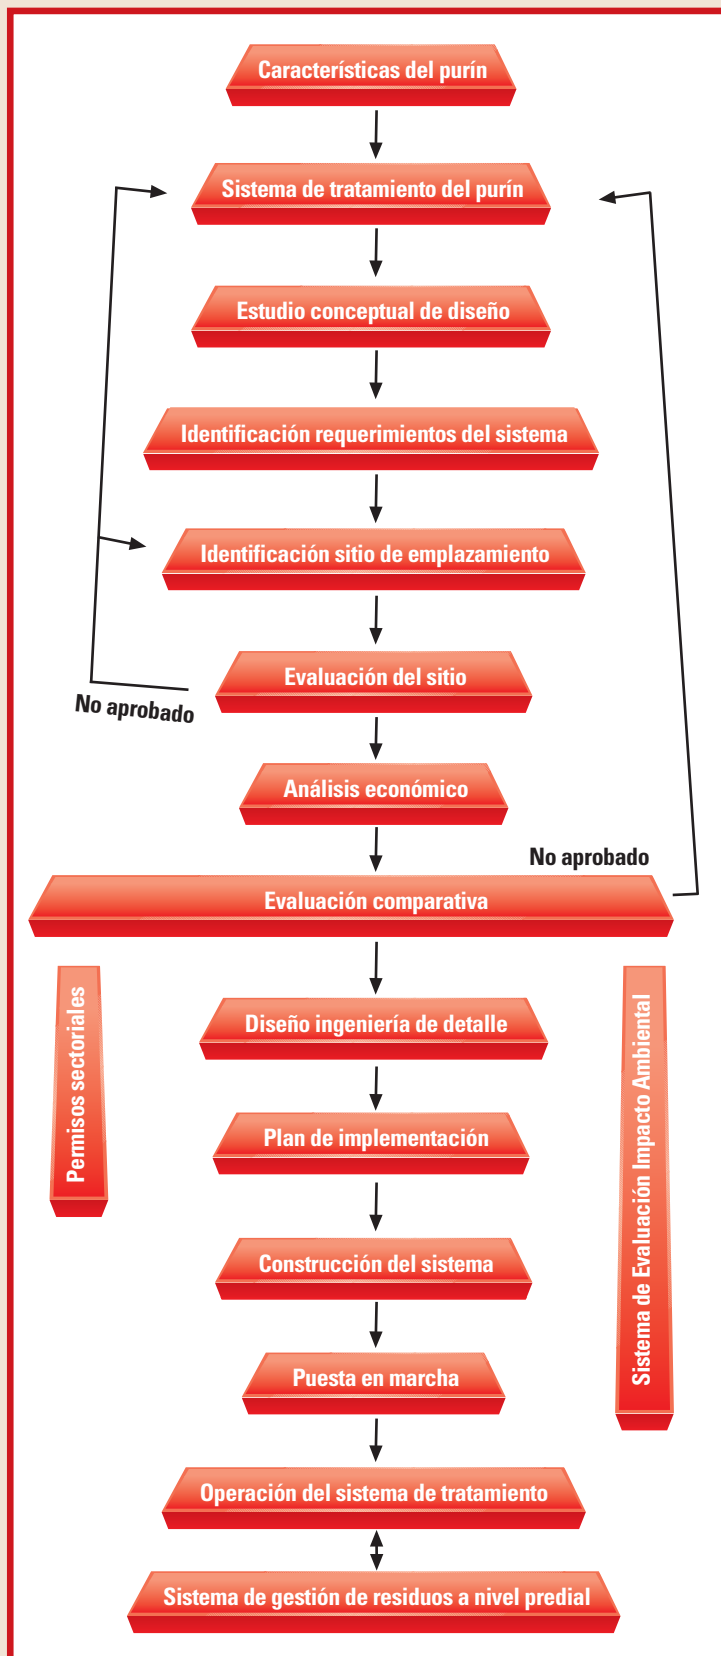 Características del purín
Sistema de tratamiento del purín
Estudio conceptual de diseño
Identificación requerimientos del sistema
Identificación sitio de emplazamiento
Evaluación del sitio
No aprobado
Análisis económico
No aprobado
Evaluación comparativa
Permisos sectoriales
Sistema de Evaluación Impacto Ambiental
Diseño ingeniería de detalle
Plan de implementación
Construcción del sistema
Puesta en marcha
Operación del sistema de tratamiento
Sistema de gestión de residuos a nivel predial